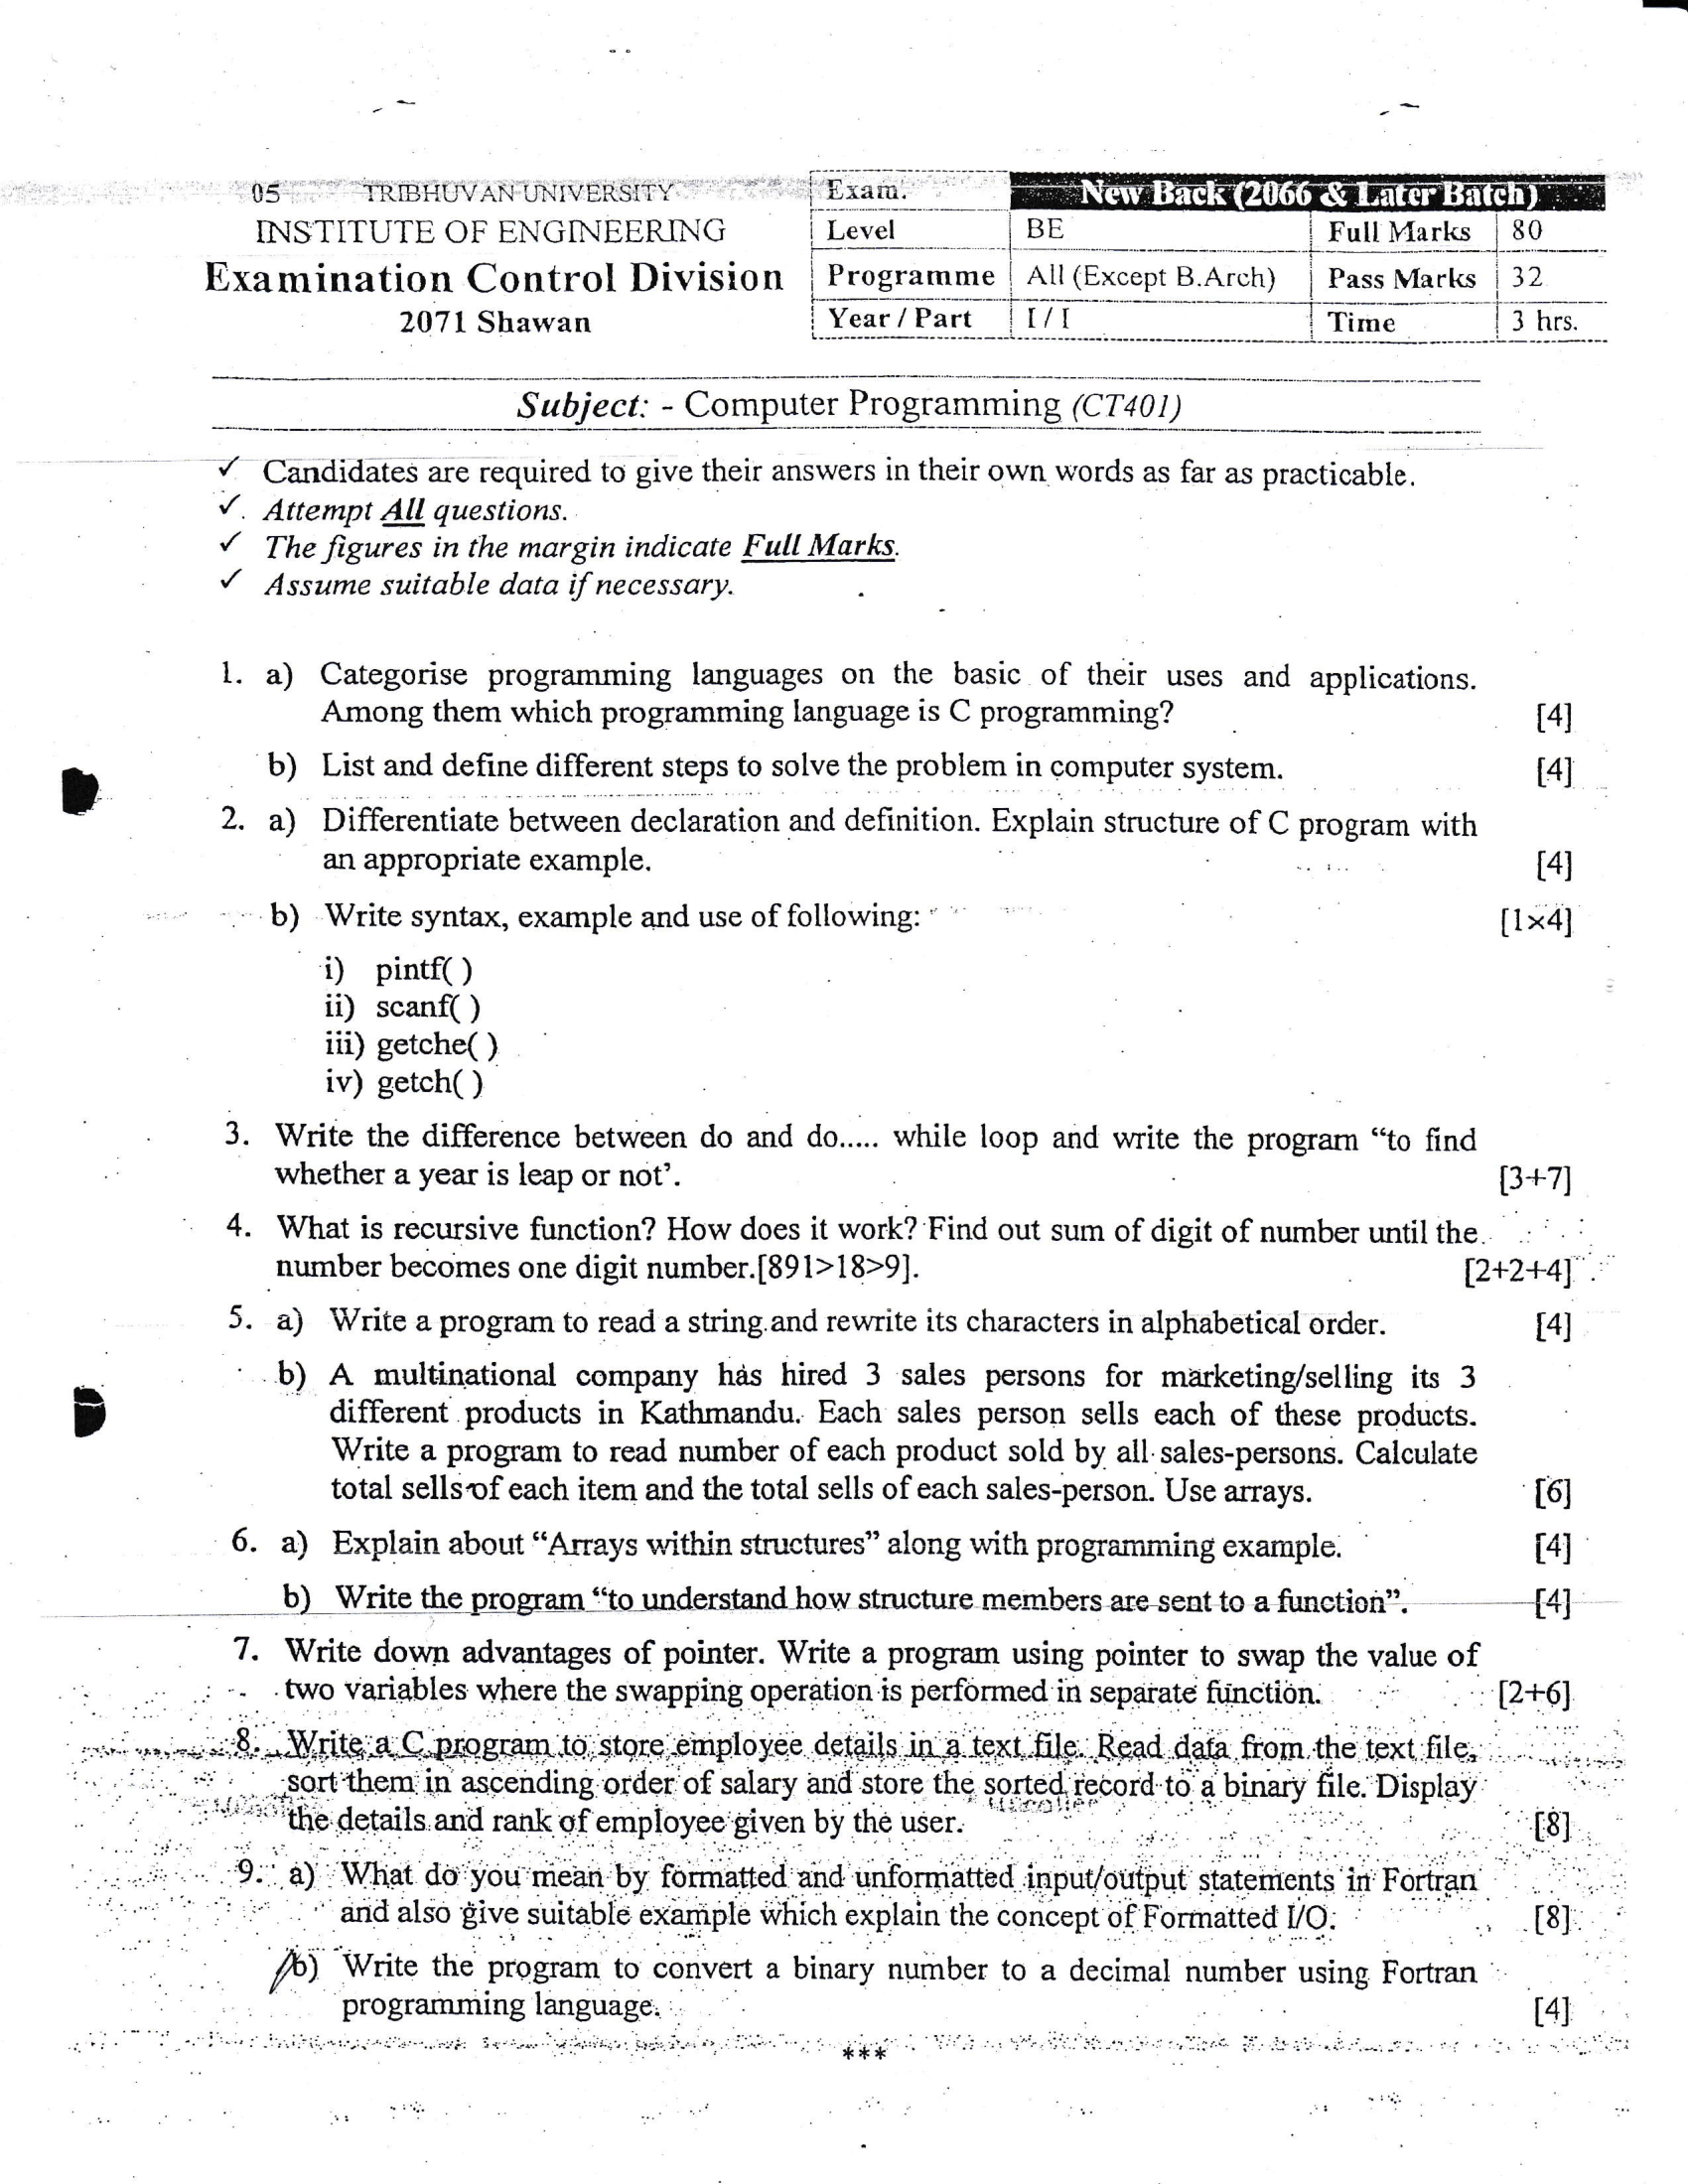 05 TRIBHUVAN UNIVERSITY
INSTITUTE OF ENGINEERING
Examination Control Division
2071 Shawan
Exam. New Back (2066 & Later Batch)
Level BE Full Marks 80
Programme All (Except B.Arch) Pass Marks 32
Year / Part I / I Time 3 hrs.
Subject: - Computer Programming (CT401)
✓ Candidates are required to give their answers in their own words as far as practicable.
✓ Attempt All questions.
✓ The figures in the margin indicate Full Marks.
✓ Assume suitable data if necessary.
1. a) Categorise programming languages on the basic of their uses and applications.
Among them which programming language is C programming? [4]
b) List and define different steps to solve the problem in computer system. [4]
2. a) Differentiate between declaration and definition. Explain structure of C program with
an appropriate example. [4]
b) Write syntax, example and use of following: [1×4]
i) pintf( )
ii) scanf( )
iii) getche( )
iv) getch( )
3. Write the difference between do and do..... while loop and write the program “to find
whether a year is leap or not’. [3+7]
4. What is recursive function? How does it work? Find out sum of digit of number until the
number becomes one digit number.[891>18>9]. [2+2+4]
5. a) Write a program to read a string and rewrite its characters in alphabetical order. [4]
b) A multinational company has hired 3 sales persons for marketing/selling its 3
different products in Kathmandu. Each sales person sells each of these products.
Write a program to read number of each product sold by all sales-persons. Calculate
total sells of each item and the total sells of each sales-person. Use arrays. [6]
6. a) Explain about “Arrays within structures” along with programming example. [4]
b) Write the program “to understand how structure members are sent to a function”. [4]
7. Write down advantages of pointer. Write a program using pointer to swap the value of
two variables where the swapping operation is performed in separate function. [2+6]
8. Write a C program to store employee details in a text file. Read data from the text file,
sort them in ascending order of salary and store the sorted record to a binary file. Display
the details and rank of employee given by the user. [8]
9. a) What do you mean by formatted and unformatted input/output statements in Fortran
and also give suitable example which explain the concept of Formatted I/O. [8]
b) Write the program to convert a binary number to a decimal number using Fortran
programming language. [4]
***